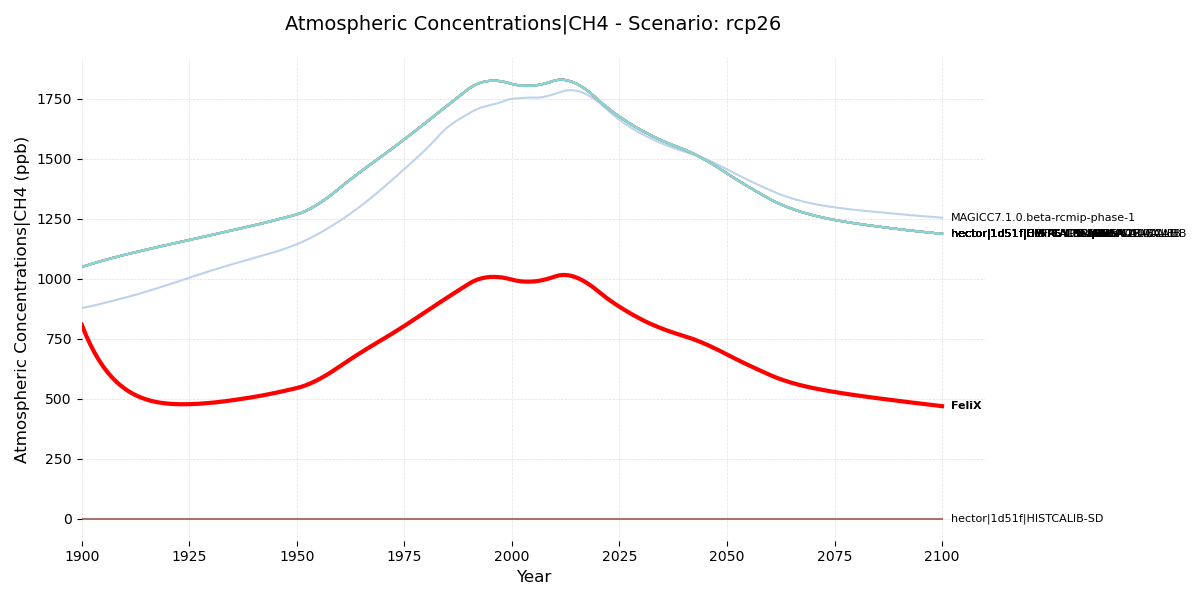 Atmospheric Concentrations|CH4 - Scenario: rcp26
Atmospheric Concentrations|CH4 (ppb)
1750
1500
1250
1000
750
500
250
0
MAGICC7.1.0.beta-rcmip-phase-1
hector|1d51f|
FeliX
hector|1d51f|HISTCALIB-SD
1900
1925
1950
1975
2000
2025
2050
2075
2100
Year